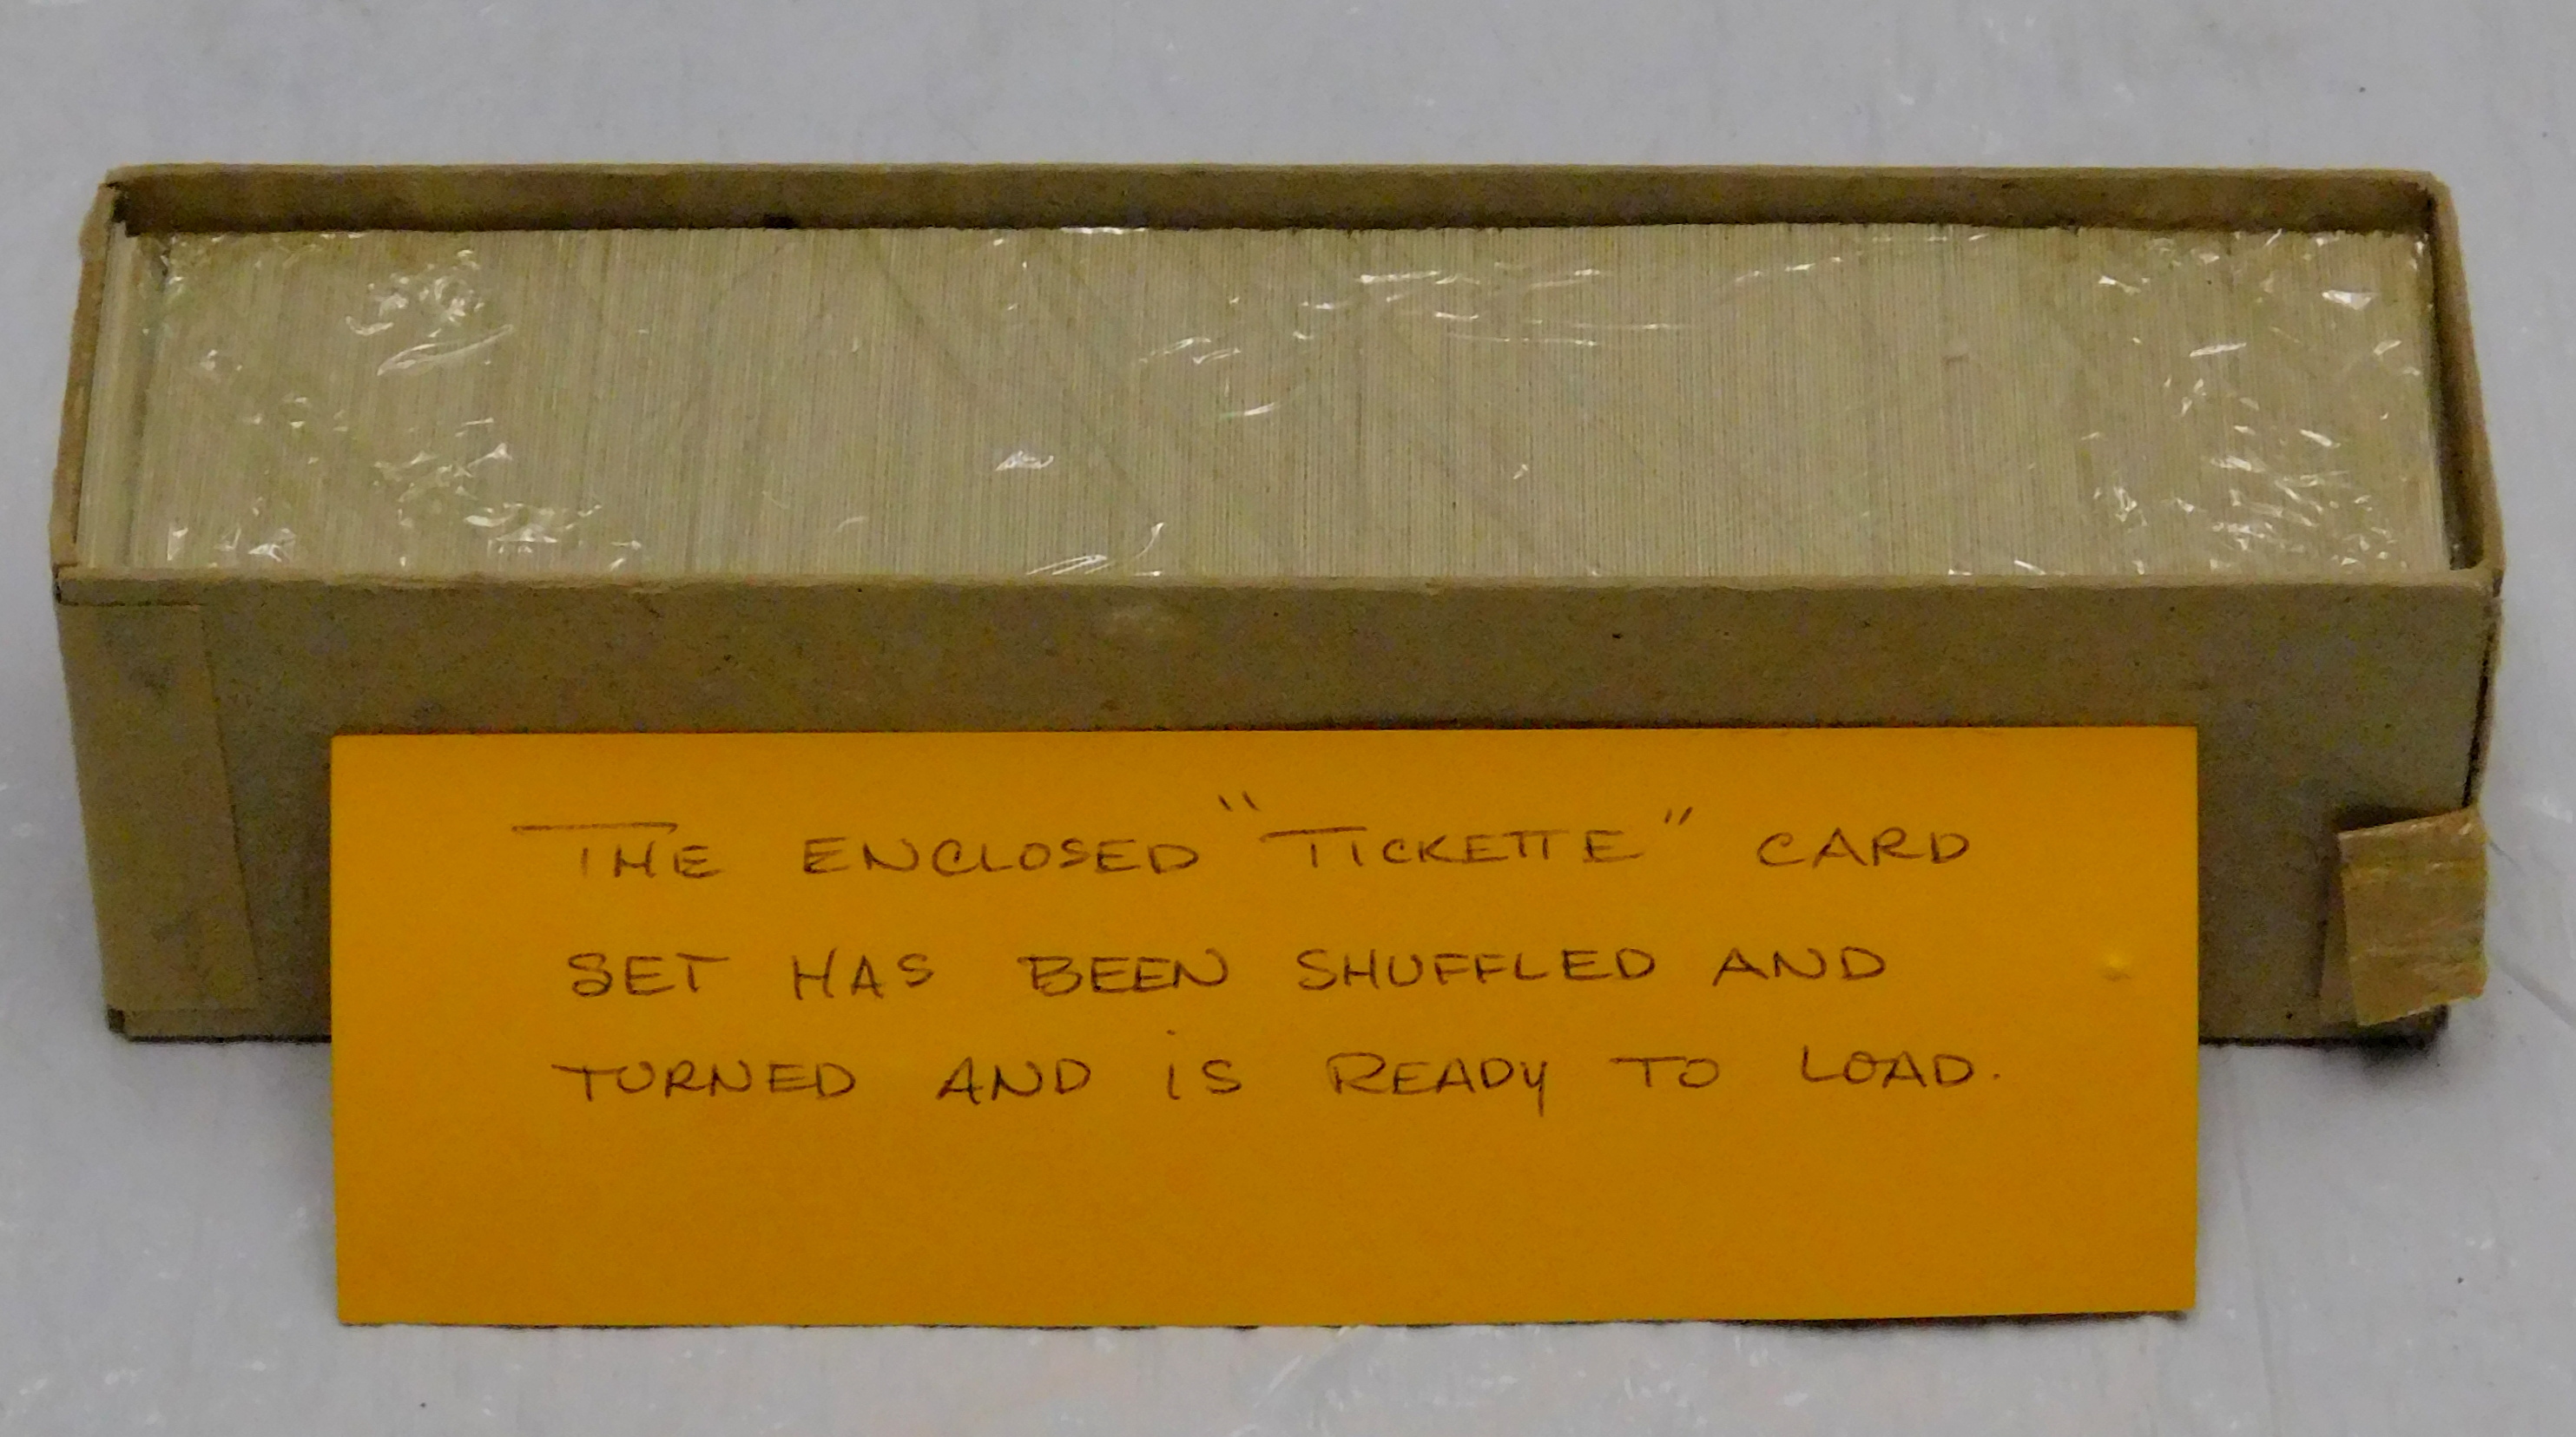 THE ENCLOSED "TICKETTE" CARD
SET HAS BEEN SHUFFLED AND
TURNED AND iS READY TO LOAD.